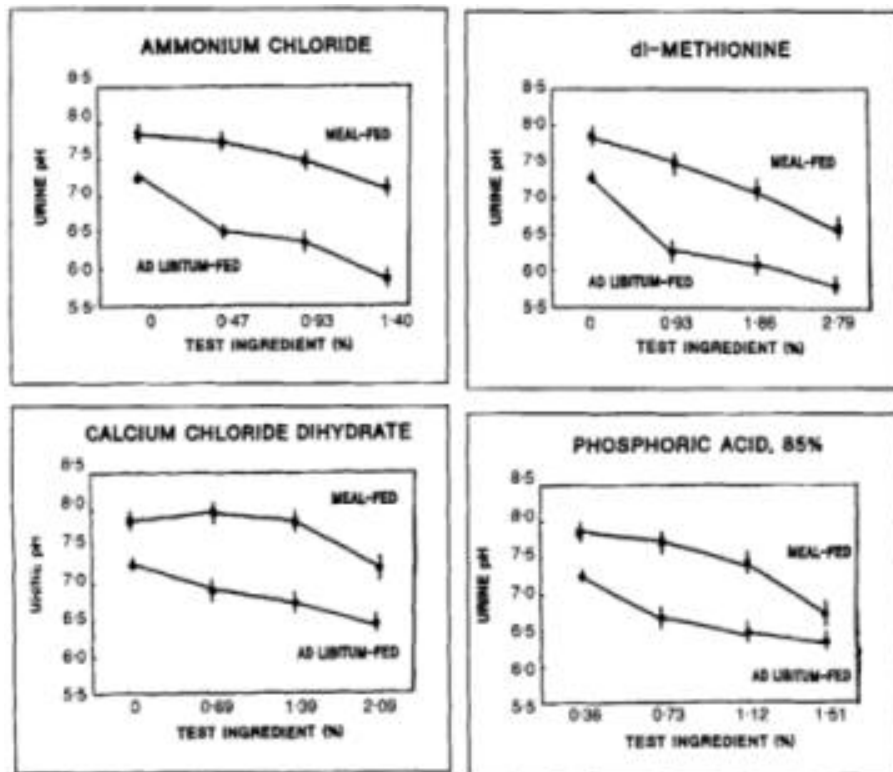 AMMONIUM CHLORIDE
8·5
8·0
7·5
7·0
6·5
6·0
5·5
URINE pH
MEAL-FED
AD LIBITUM-FED
0 0·47 0·93 1·40
TEST INGREDIENT (%)
dl-METHIONINE
8·5
8·0
7·5
7·0
6·5
6·0
5·5
URINE pH
MEAL-FED
AD LIBITUM-FED
0 0·93 1·86 2·79
TEST INGREDIENT (%)
CALCIUM CHLORIDE DIHYDRATE
8·5
8·0
7·5
7·0
6·5
6·0
5·5
pH
MEAL-FED
AD LIBITUM-FED
0 0·69 1·39 2·09
TEST INGREDIENT (%)
PHOSPHORIC ACID, 85%
8·5
8·0
7·5
7·0
6·5
6·0
5·5
URINE pH
MEAL-FED
AD LIBITUM-FED
0·36 0·73 1·12 1·51
TEST INGREDIENT (%)